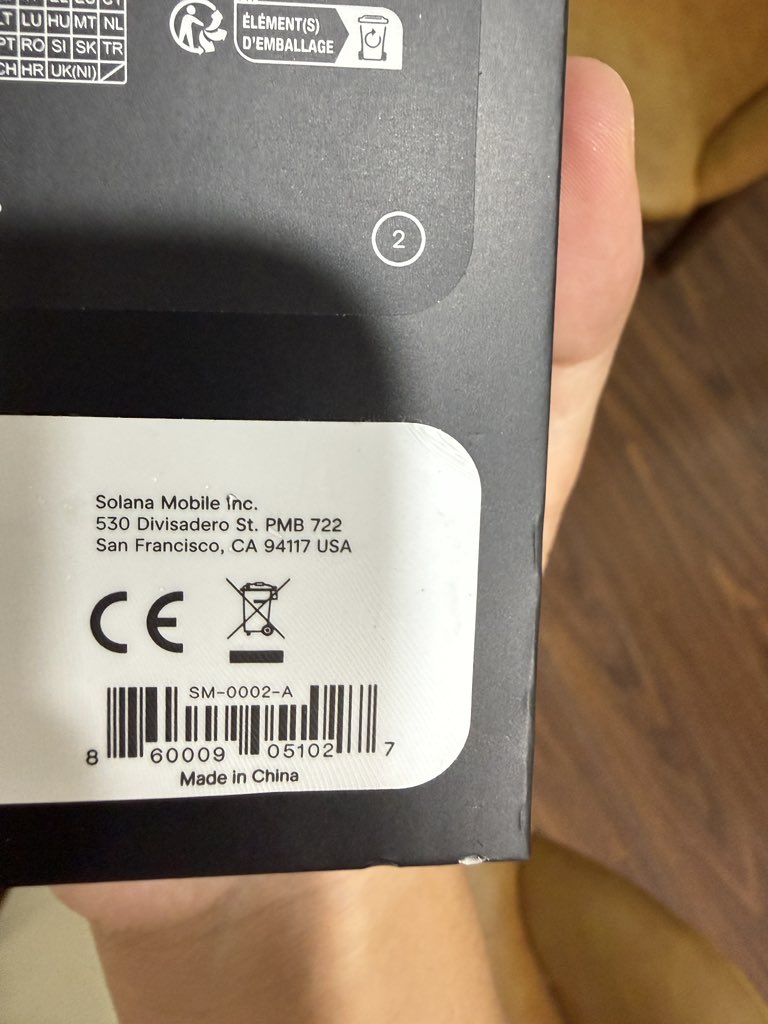 LT LU HU MT NL
PT RO SI SK TR
CH HR UK(NI)
ÉLÉMENT(S)
D'EMBALLAGE
2
Solana Mobile Inc.
530 Divisadero St. PMB 722
San Francisco, CA 94117 USA
CE
SM-0002-A
8 60009 05102 7
Made in China